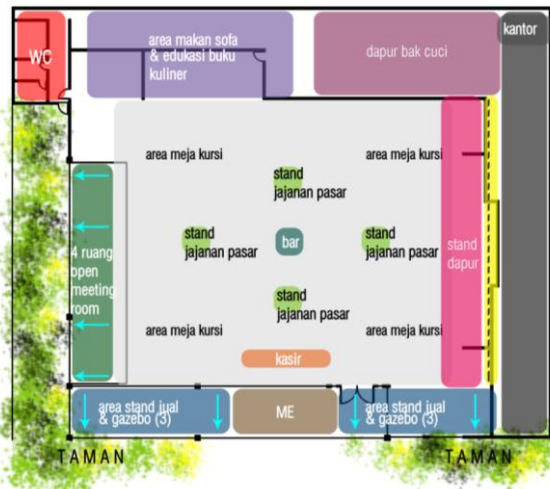 WC
area makan sofa
& edukasi buku
kuliner
dapur bak cuci
kantor
area meja kursi
area meja kursi
stand
jajanan pasar
stand
jajanan pasar
bar
stand
jajanan pasar
stand
dapur
4 ruang
open
meeting
room
stand
jajanan pasar
area meja kursi
area meja kursi
kasir
area stand jual
& gazebo (3)
ME
area stand jual
& gazebo (3)
TAMAN
TAMAN